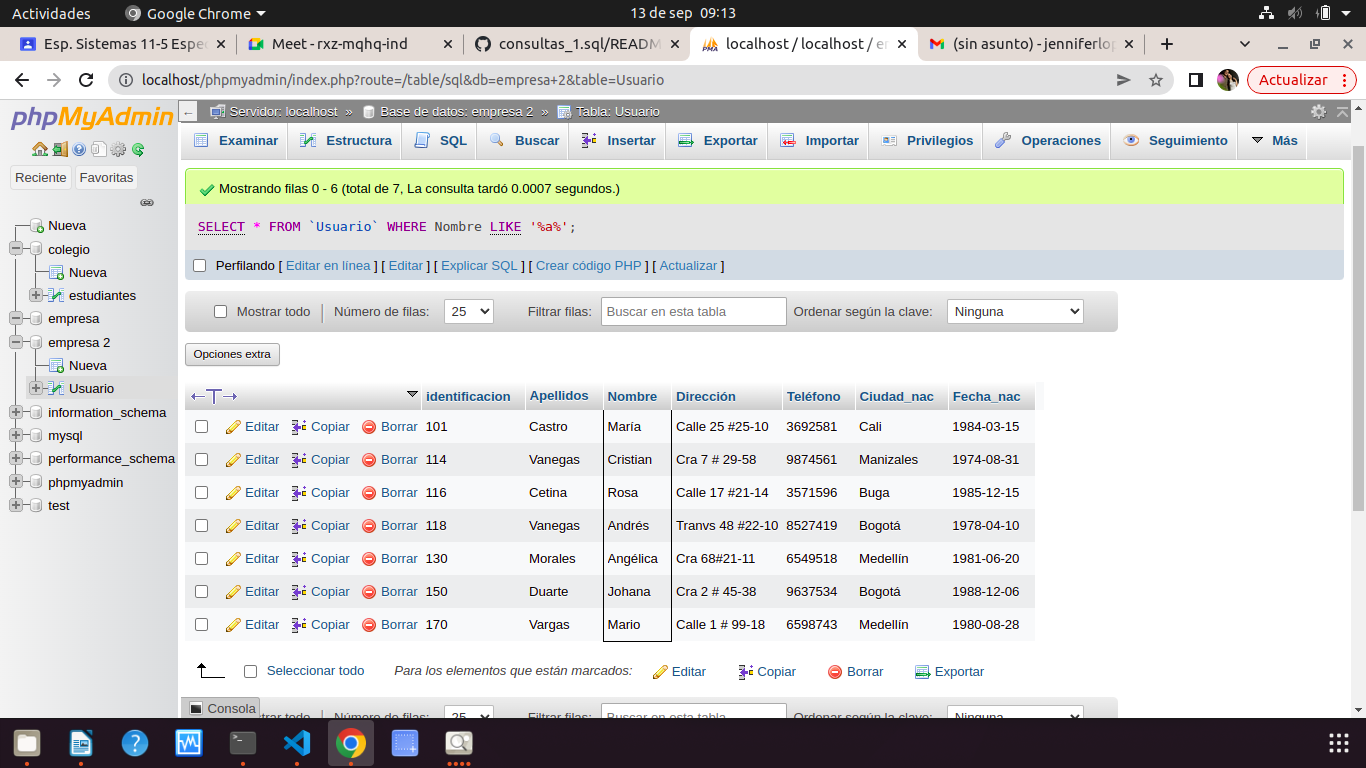 Actividades Google Chrome 13 de sep 09:13
Esp. Sistemas 11-5 Espec Meet - rxz-mqhq-ind consultas_1.sql/READM localhost / localhost / em (sin asunto) - jenniferlop
localhost/phpmyadmin/index.php?route=/table/sql&db=empresa+2&table=Usuario Actualizar
phpMyAdmin
Reciente Favoritas
Nueva
colegio
Nueva
estudiantes
empresa
empresa 2
Nueva
Usuario
information_schema
mysql
performance_schema
phpmyadmin
test
Servidor: localhost » Base de datos: empresa 2 » Tabla: Usuario
Examinar Estructura SQL Buscar Insertar Exportar Importar Privilegios Operaciones Seguimiento Más
Mostrando filas 0 - 6 (total de 7, La consulta tardó 0.0007 segundos.)
SELECT * FROM `Usuario` WHERE Nombre LIKE '%a%';
Perfilando [ Editar en línea ] [ Editar ] [ Explicar SQL ] [ Crear código PHP ] [ Actualizar ]
Mostrar todo | Número de filas: 25 Filtrar filas: Buscar en esta tabla Ordenar según la clave: Ninguna
Opciones extra
identificacion Apellidos Nombre Dirección Teléfono Ciudad_nac Fecha_nac
Editar Copiar Borrar 101 Castro María Calle 25 #25-10 3692581 Cali 1984-03-15
Editar Copiar Borrar 114 Vanegas Cristian Cra 7 # 29-58 9874561 Manizales 1974-08-31
Editar Copiar Borrar 116 Cetina Rosa Calle 17 #21-14 3571596 Buga 1985-12-15
Editar Copiar Borrar 118 Vanegas Andrés Tranvs 48 #22-10 8527419 Bogotá 1978-04-10
Editar Copiar Borrar 130 Morales Angélica Cra 68#21-11 6549518 Medellín 1981-06-20
Editar Copiar Borrar 150 Duarte Johana Cra 2 # 45-38 9637534 Bogotá 1988-12-06
Editar Copiar Borrar 170 Vargas Mario Calle 1 # 99-18 6598743 Medellín 1980-08-28
Seleccionar todo Para los elementos que están marcados: Editar Copiar Borrar Exportar
Consola trar todo | Número de filas: 25 Filtrar filas: Buscar en esta tabla Ordenar según la clave: Ninguna